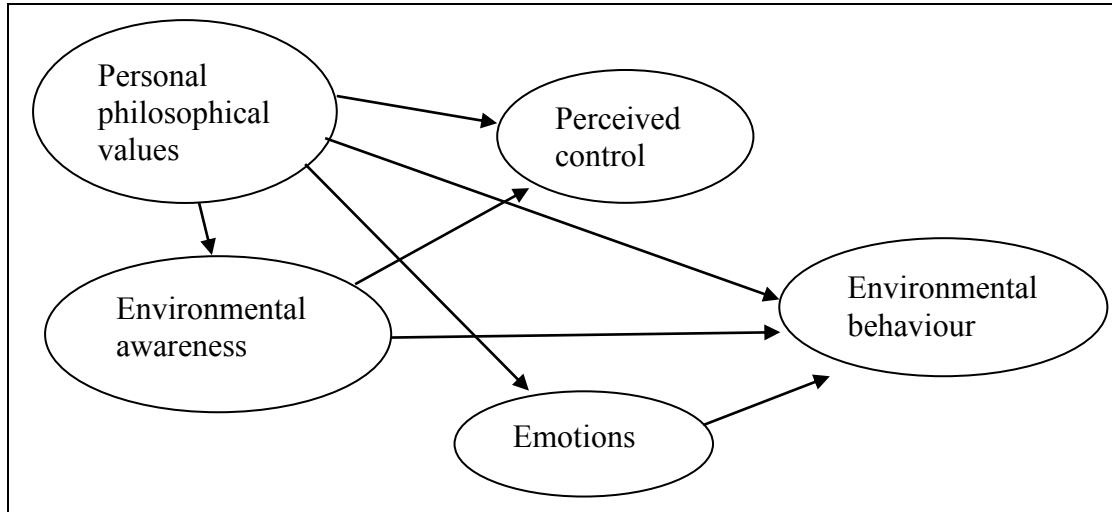 Personal
philosophical
values
Perceived
control
Environmental
awareness
Environmental
behaviour
Emotions